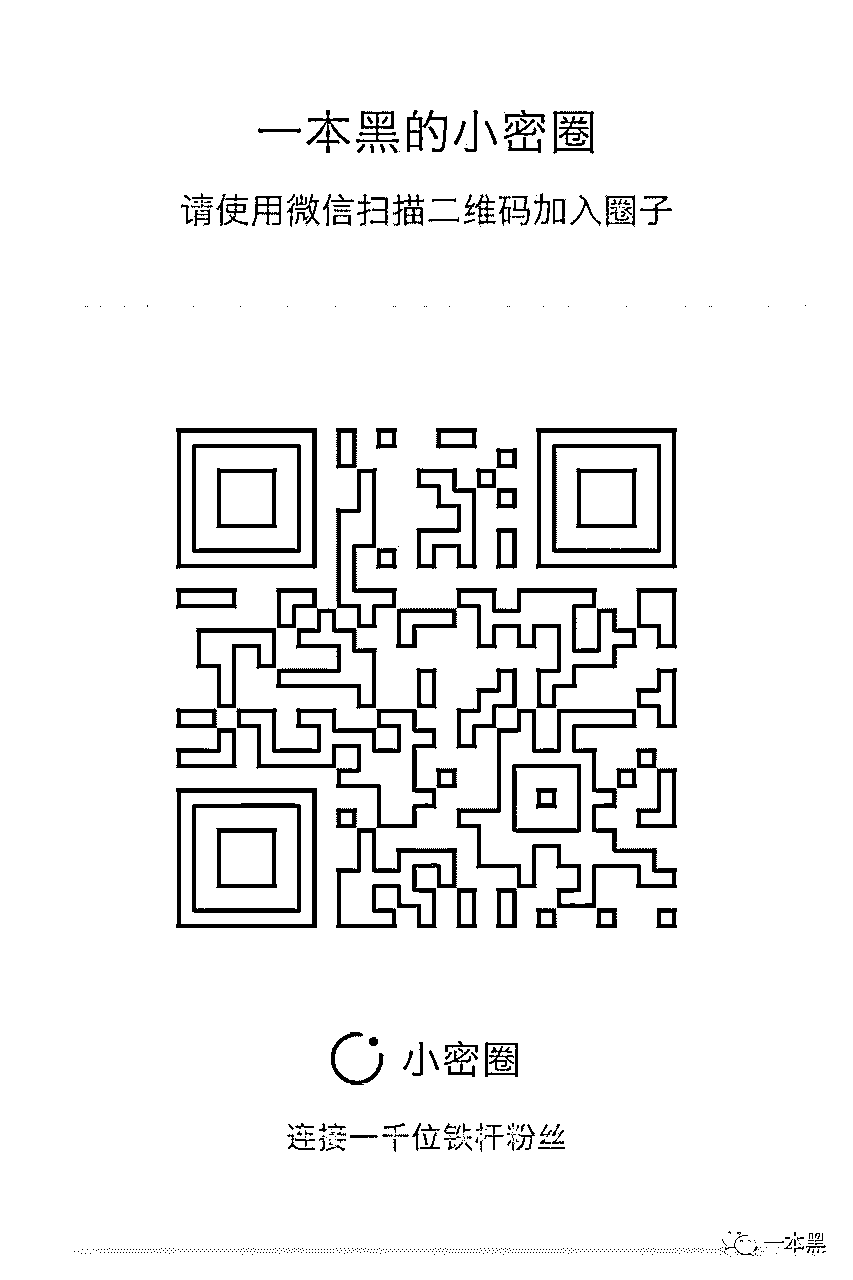 一本黑的小密圈
请使用微信扫描二维码加入圈子
小密圈
连接一千位铁杆粉丝
一本黑